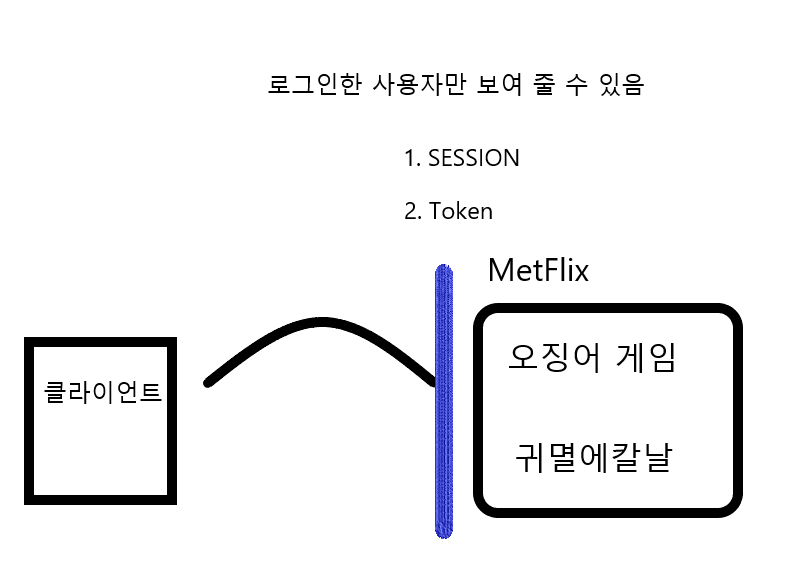 로그인한 사용자만 보여 줄 수 있음
1. SESSION
2. Token
MetFlix
오징어 게임
클라이언트
귀멸에칼날